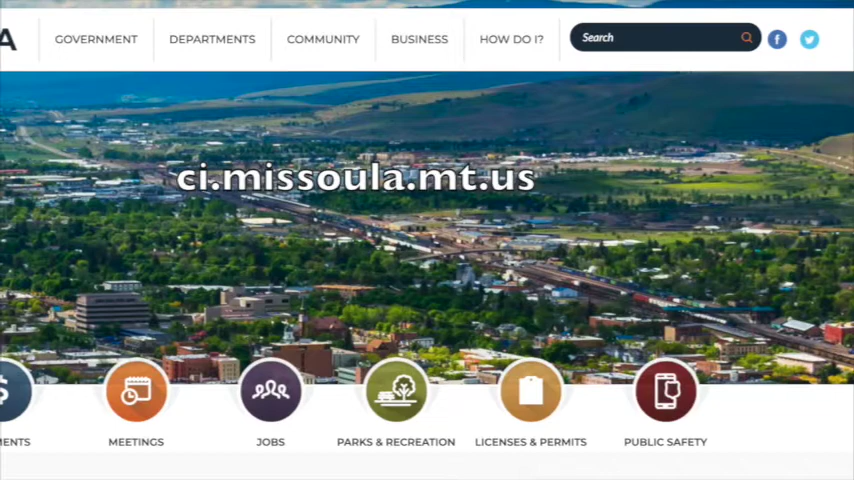 A GOVERNMENT DEPARTMENTS COMMUNITY BUSINESS HOW DO I? Search
ci.missoula.mt.us
MENTS MEETINGS JOBS PARKS & RECREATION LICENSES & PERMITS PUBLIC SAFETY